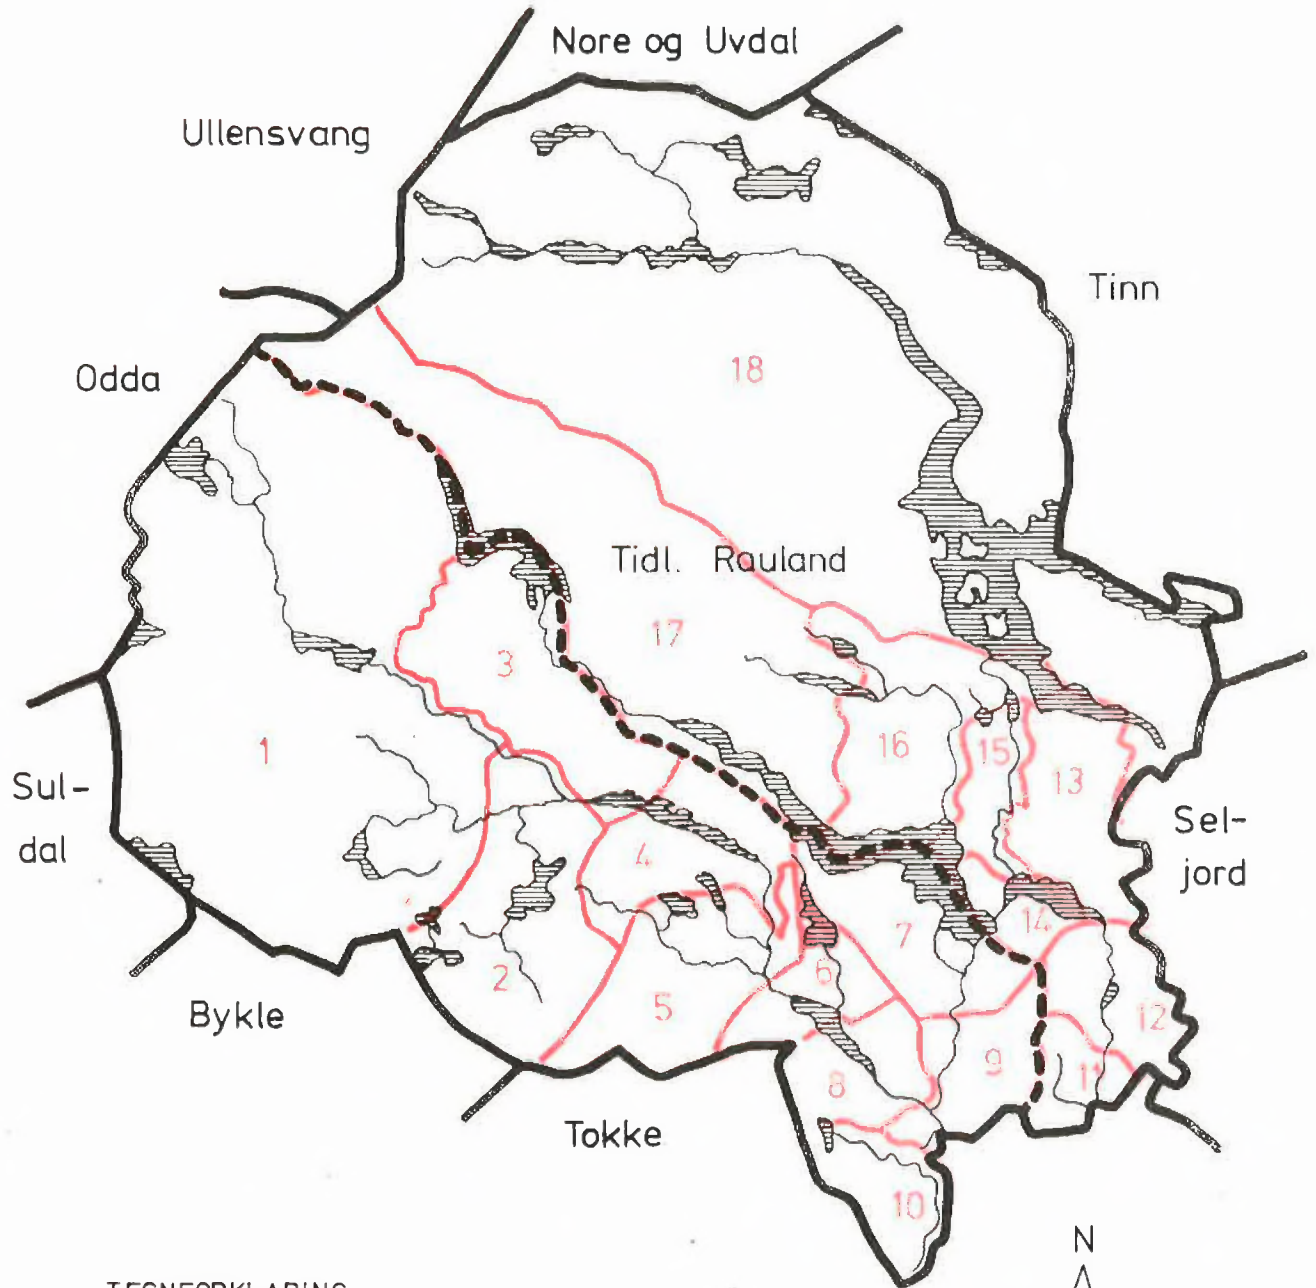 Nore og Uvdal
Ullensvang
Tinn
18
Odda
Tidl. Rauland
17
3
1
16
15
13
Sul-
dal
Sel-
jord
4
14
7
2
6
5
12
Bykle
9
11
8
Tokke
10
N
TEGNFORKLARING